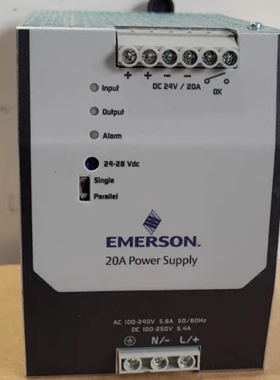 + + − −
DC 24V / 20A
OK
Input
Output
Alarm
24-28 Vdc
Single
Parallel
EMERSON™
20A Power Supply
AC 100-240V 5.6A 50/60Hz
DC 100-250V 5.4A
N/- L/+